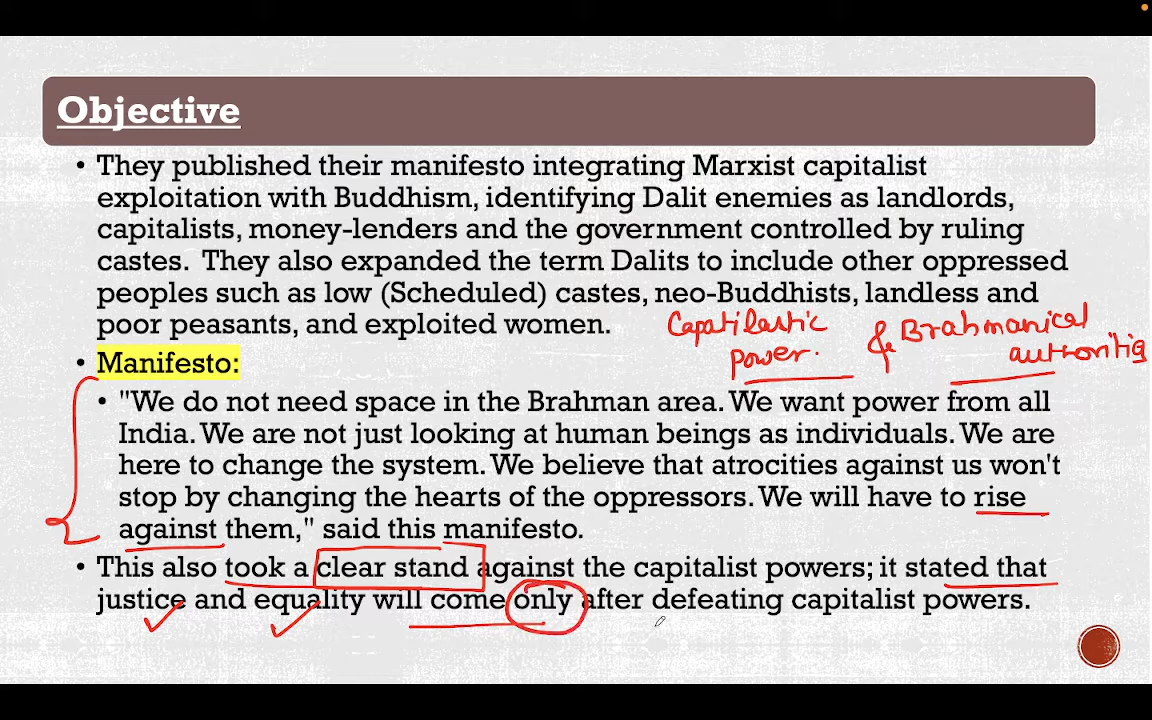 Objective
• They published their manifesto integrating Marxist capitalist
exploitation with Buddhism, identifying Dalit enemies as landlords,
capitalists, money-lenders and the government controlled by ruling
castes. They also expanded the term Dalits to include other oppressed
peoples such as low (Scheduled) castes, neo-Buddhists, landless and
poor peasants, and exploited women.
Capatilastic
power.
& Brahmanical
authoritig
• Manifesto:
• "We do not need space in the Brahman area. We want power from all
India. We are not just looking at human beings as individuals. We are
here to change the system. We believe that atrocities against us won't
stop by changing the hearts of the oppressors. We will have to rise
against them," said this manifesto.
• This also took a clear stand against the capitalist powers; it stated that
justice and equality will come only after defeating capitalist powers.